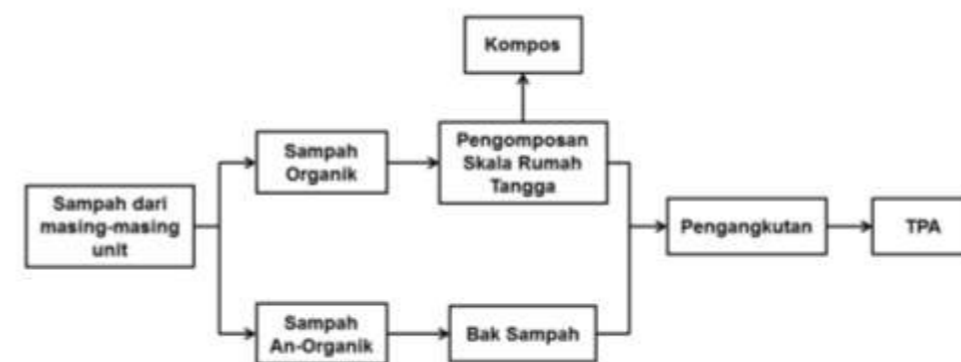 Kompos
Sampah
Organik
Pengomposan
Skala Rumah
Tangga
Sampah dari
masing-masing
unit
Pengangkutan
TPA
Sampah
An-Organik
Bak Sampah